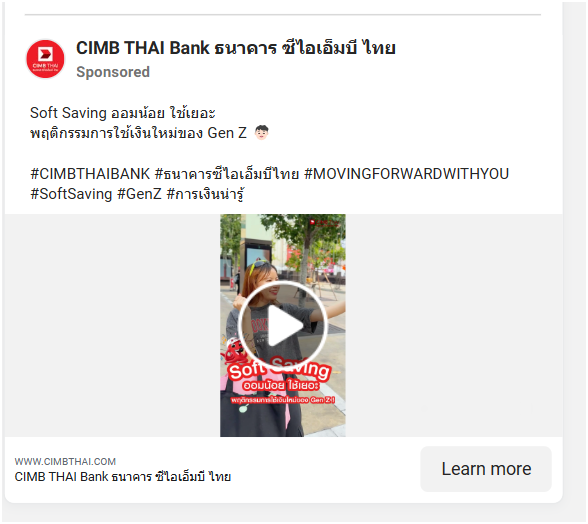 CIMB THAI Bank ธนาคาร ซีไอเอ็มบี ไทย
Sponsored
Soft Saving ออมน้อย ใช้เยอะ
พฤติกรรมการใช้เงินใหม่ของ Gen Z
#CIMBTHAIBANK #ธนาคารซีไอเอ็มบีไทย #MOVINGFORWARDWITHYOU
#SoftSaving #GenZ #การเงินน่ารู้
CIMB THAI
Soft Saving
ออมน้อย ใช้เยอะ
พฤติกรรมการใช้เงินใหม่ของ Gen Z !
WWW.CIMBTHAI.COM
CIMB THAI Bank ธนาคาร ซีไอเอ็มบี ไทย
Learn more